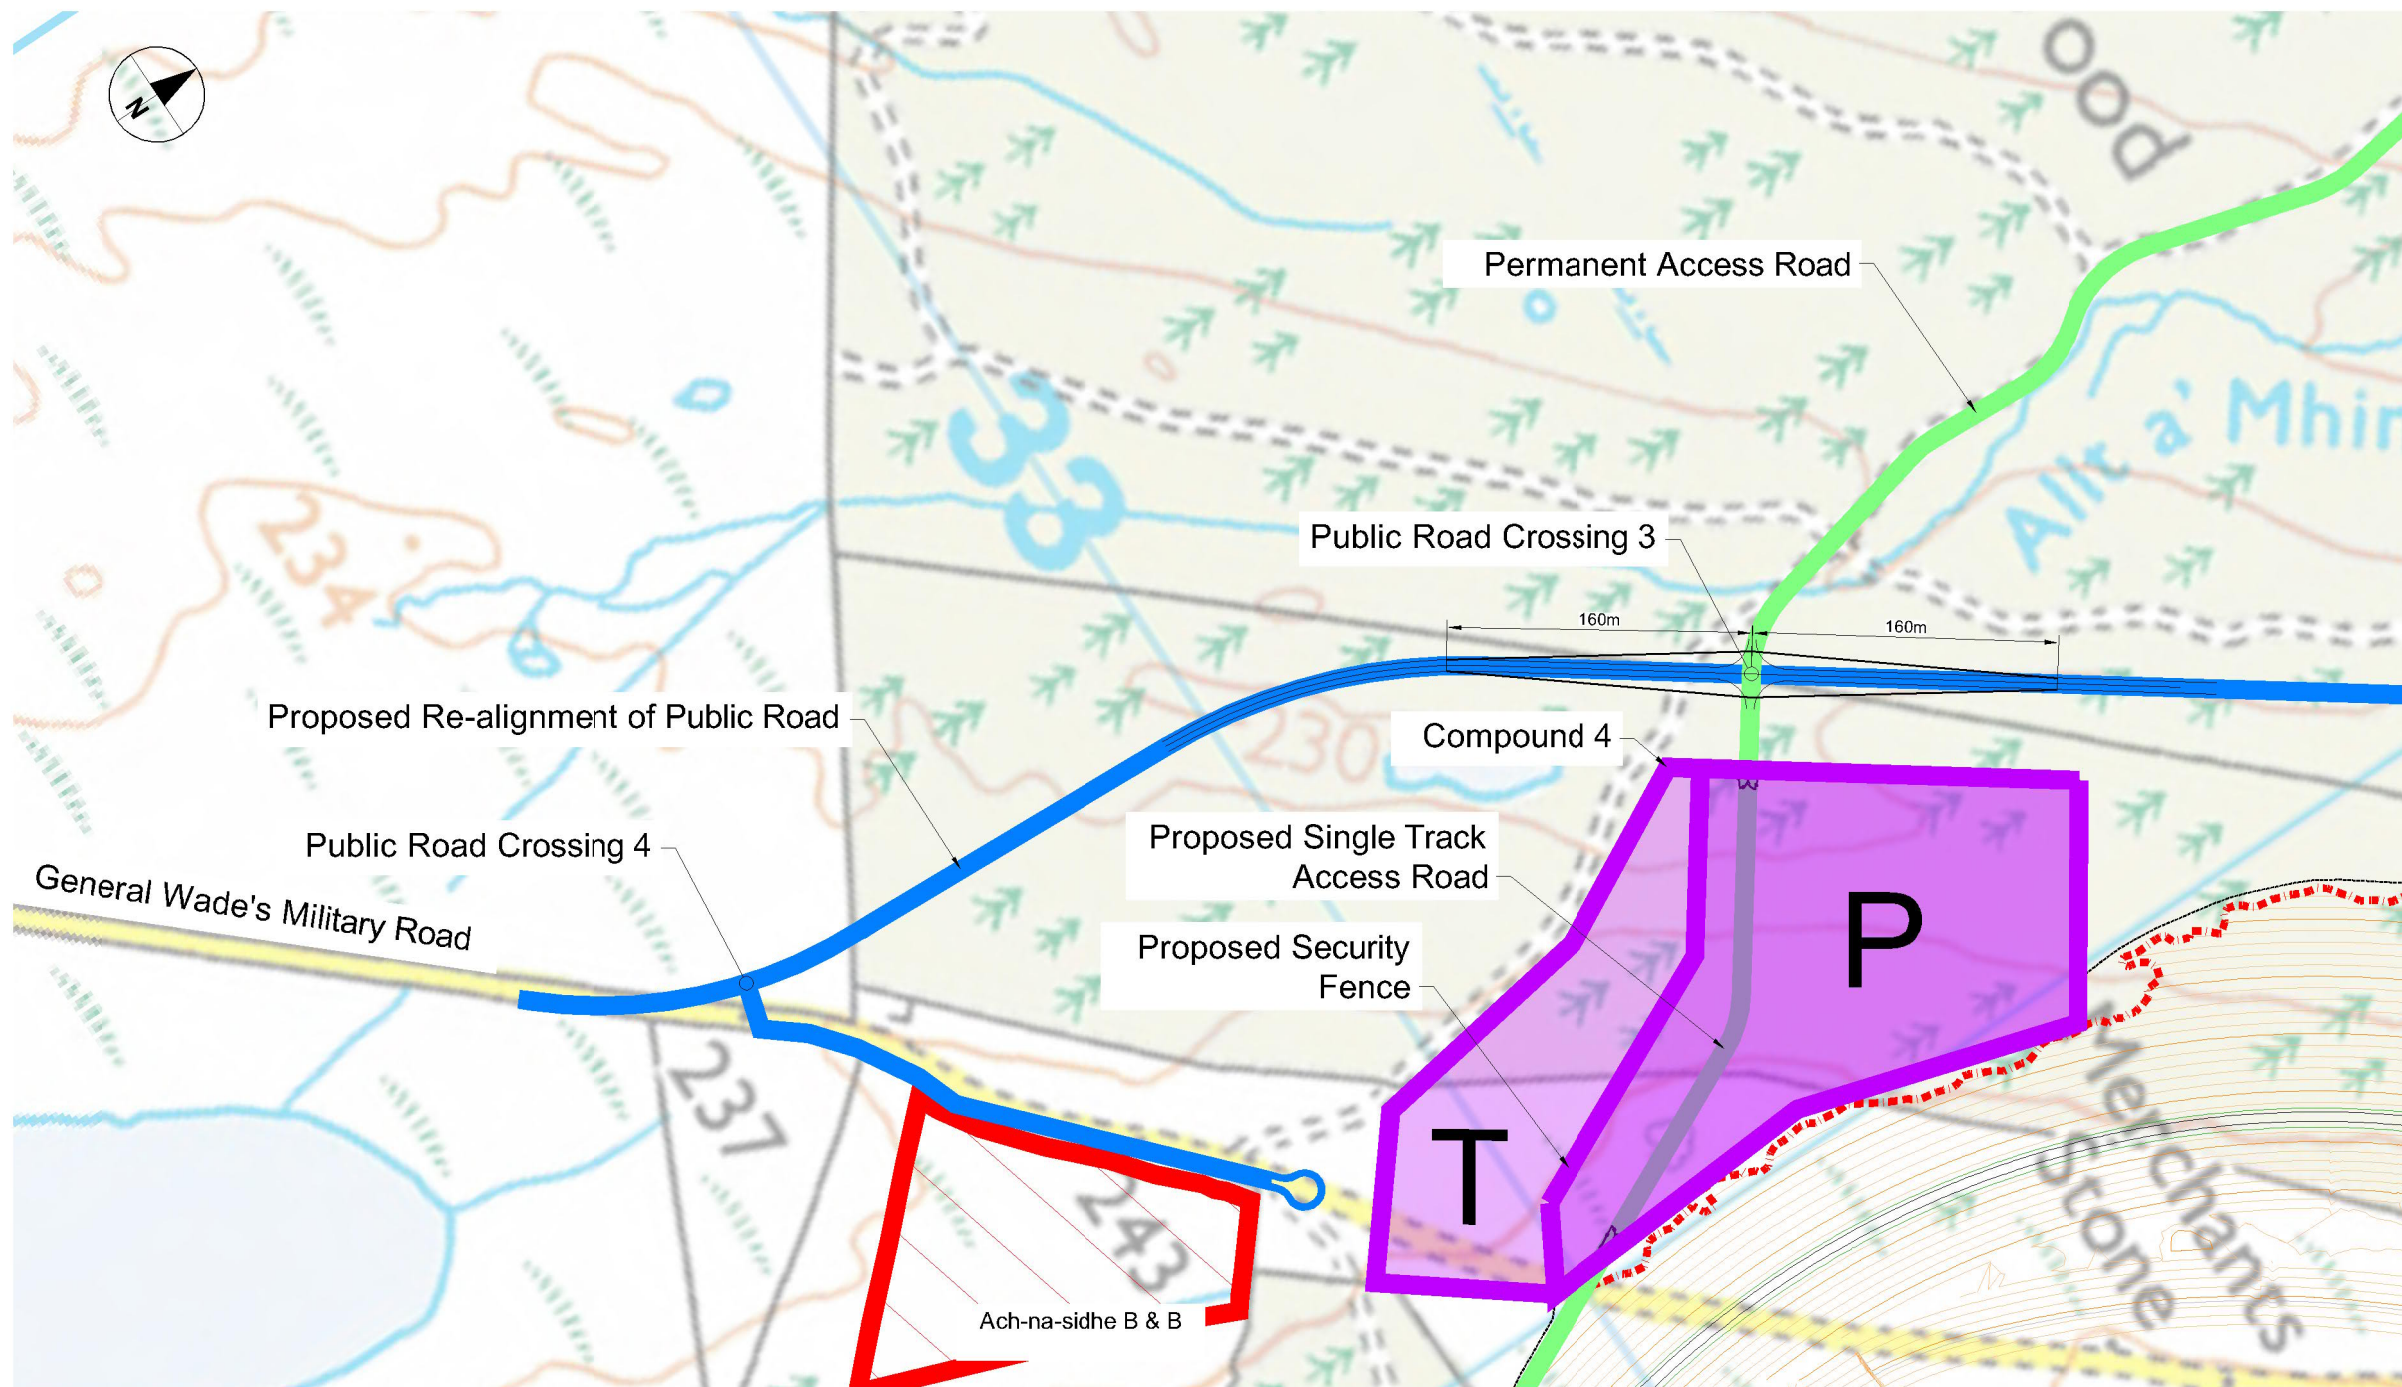 N
ood
Permanent Access Road
33
Allt a' Mhir
234
Public Road Crossing 3
160m
160m
Proposed Re-alignment of Public Road
230
Compound 4
Public Road Crossing 4
Proposed Single Track
Access Road
General Wade's Military Road
P
Proposed Security
Fence
237
T
Merchants
Stone
243
Ach-na-sidhe B & B